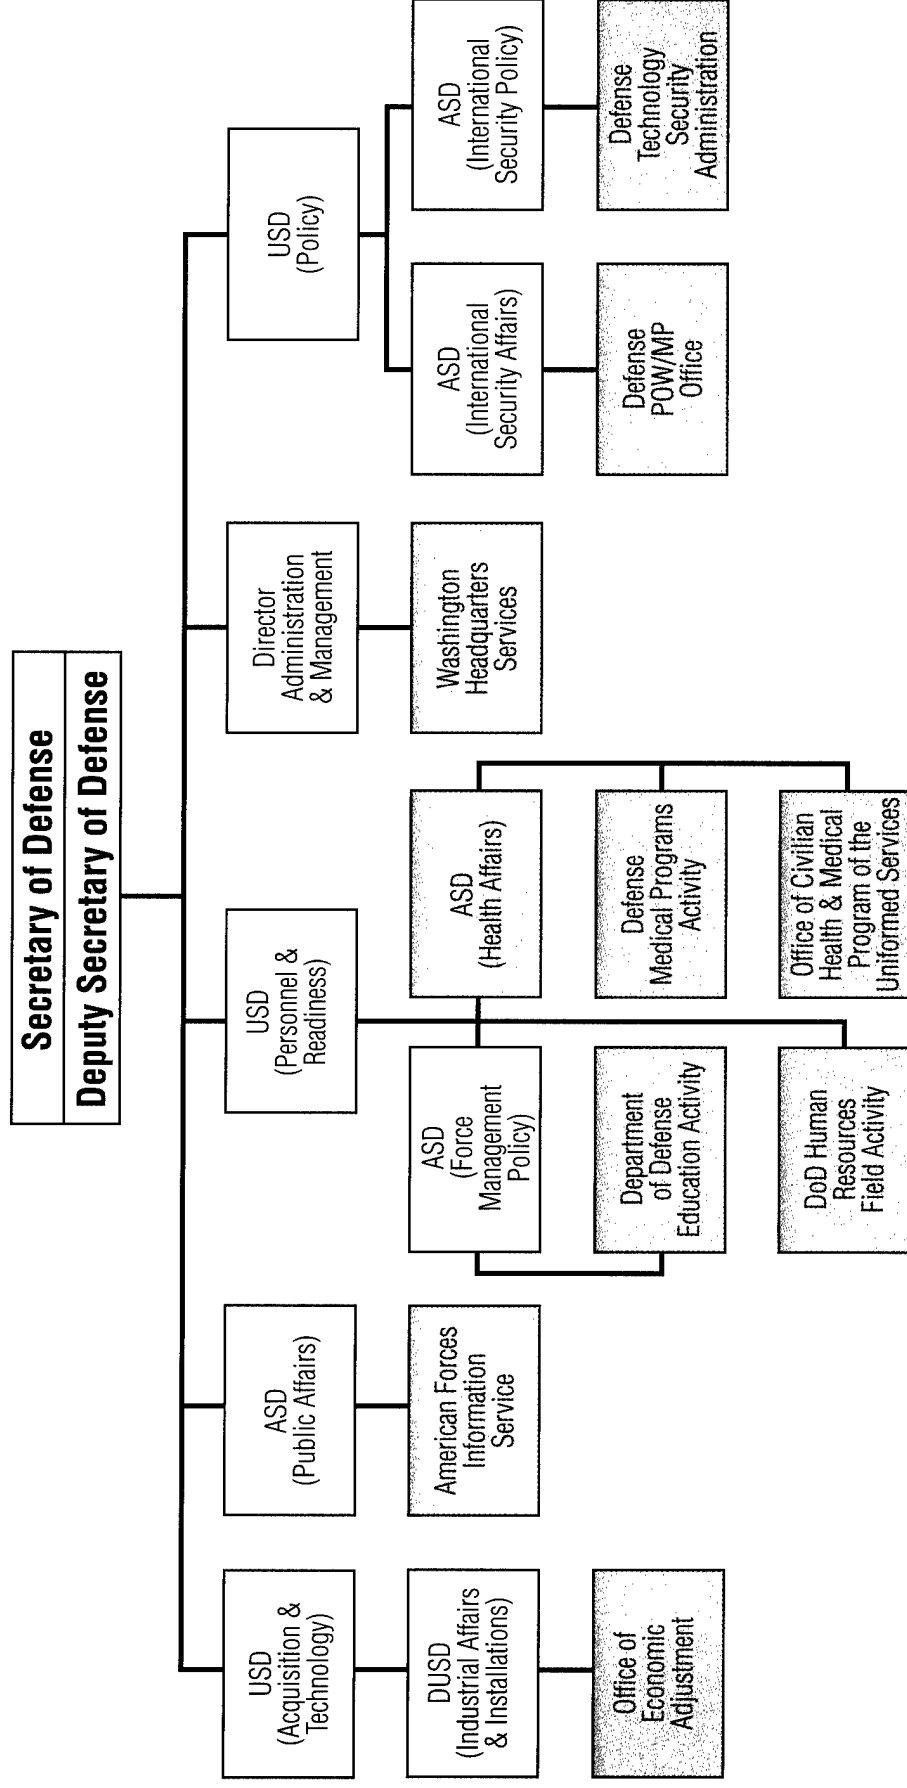 Secretary of Defense
Deputy Secretary of Defense
USD
(Acquisition &
Technology)
ASD
(Public Affairs)
USD
(Personnel &
Readiness)
Director
Administration
& Management
USD
(Policy)
DUSD
(Industrial Affairs
& Installations)
American Forces
Information
Service
ASD
(Force
Management
Policy)
ASD
(Health Affairs)
Washington
Headquarters
Services
ASD
(International
Security Affairs)
ASD
(International
Security Policy)
Office of
Economic
Adjustment
Department
of Defense
Education Activity
Defense
Medical Programs
Activity
Defense
POW/MP
Office
Defense
Technology
Security
Administration
DoD Human
Resources
Field Activity
Office of Civilian
Health & Medical
Program of the
Uniformed Services